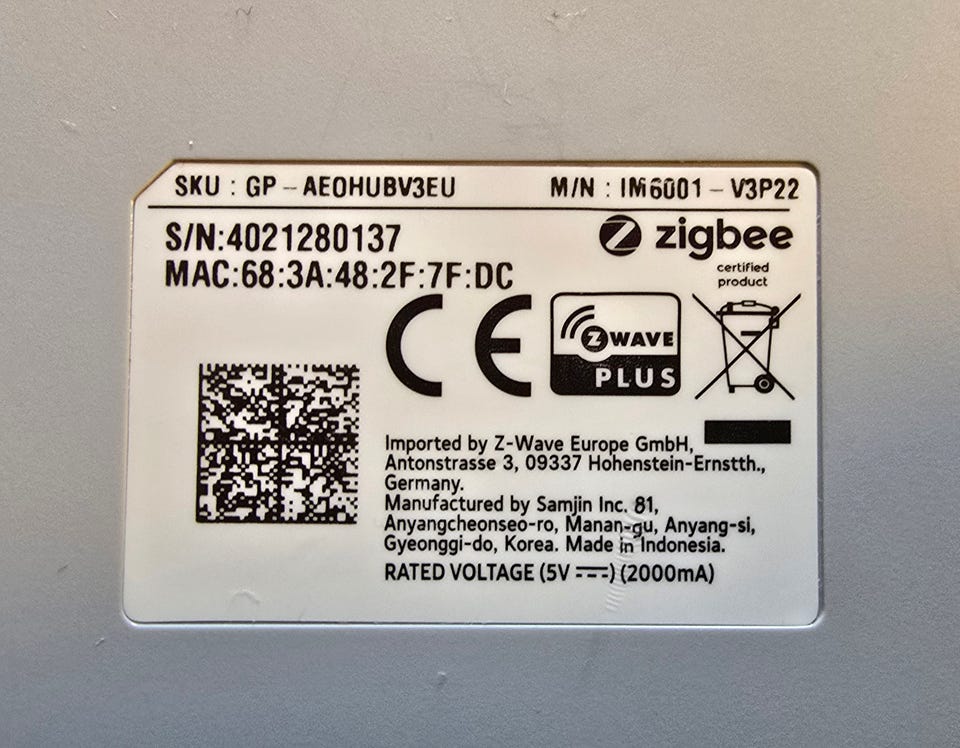 SKU : GP - AEOHUBV3EU M/N : IM6001 - V3P22
S/N:4021280137
MAC:68:3A:48:2F:7F:DC
zigbee
certified
product
CE
Z WAVE
PLUS
Imported by Z-Wave Europe GmbH,
Antonstrasse 3, 09337 Hohenstein-Ernstth.,
Germany.
Manufactured by Samjin Inc. 81,
Anyangcheonseo-ro, Manan-gu, Anyang-si,
Gyeonggi-do, Korea. Made in Indonesia.
RATED VOLTAGE (5V ⎓) (2000mA)